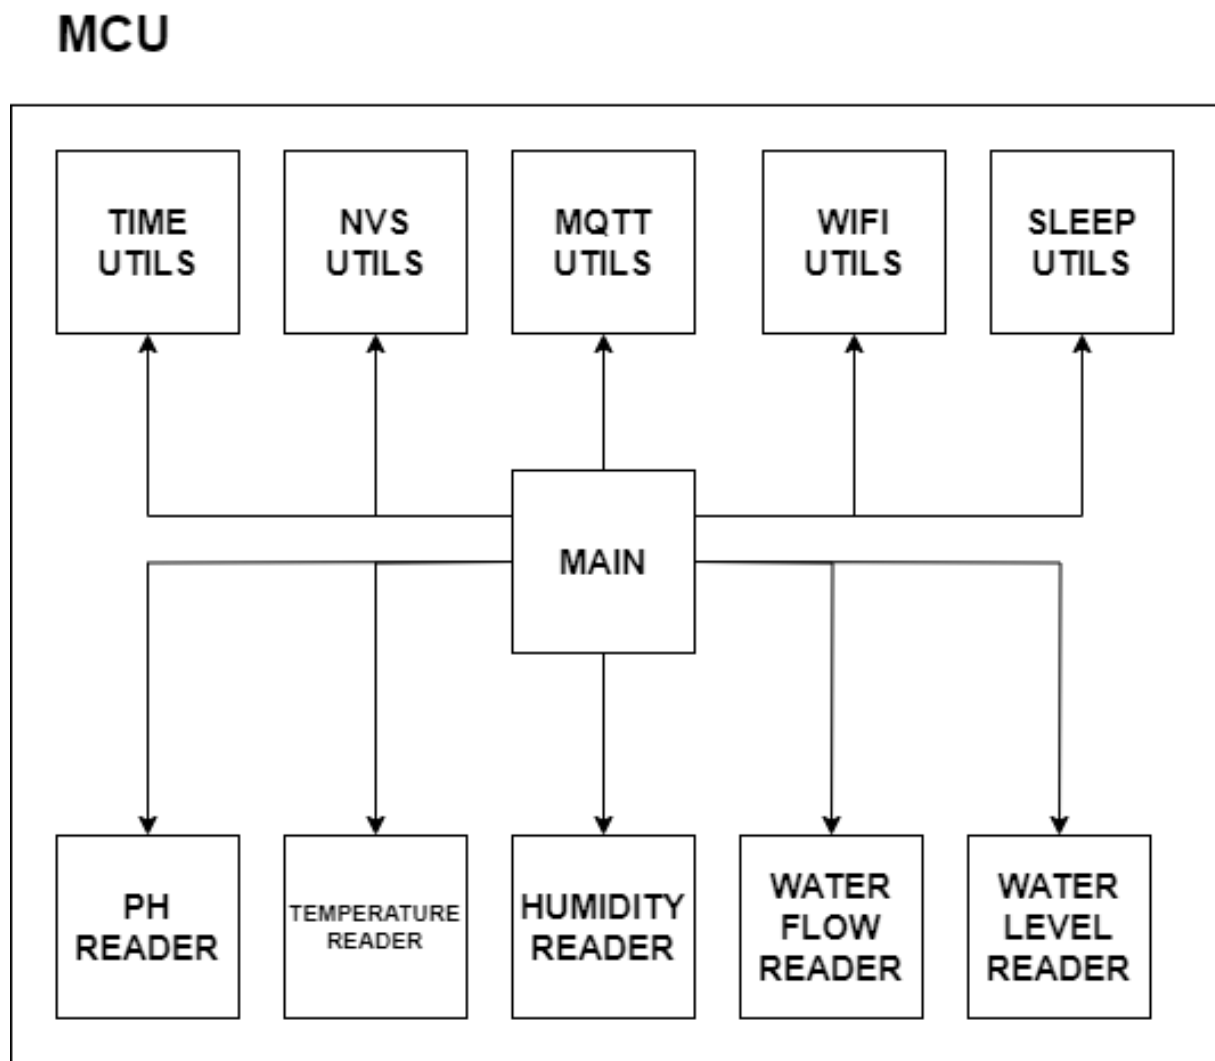 MCU
TIME
UTILS
NVS
UTILS
MQTT
UTILS
WIFI
UTILS
SLEEP
UTILS
MAIN
PH
READER
TEMPERATURE
READER
HUMIDITY
READER
WATER
FLOW
READER
WATER
LEVEL
READER